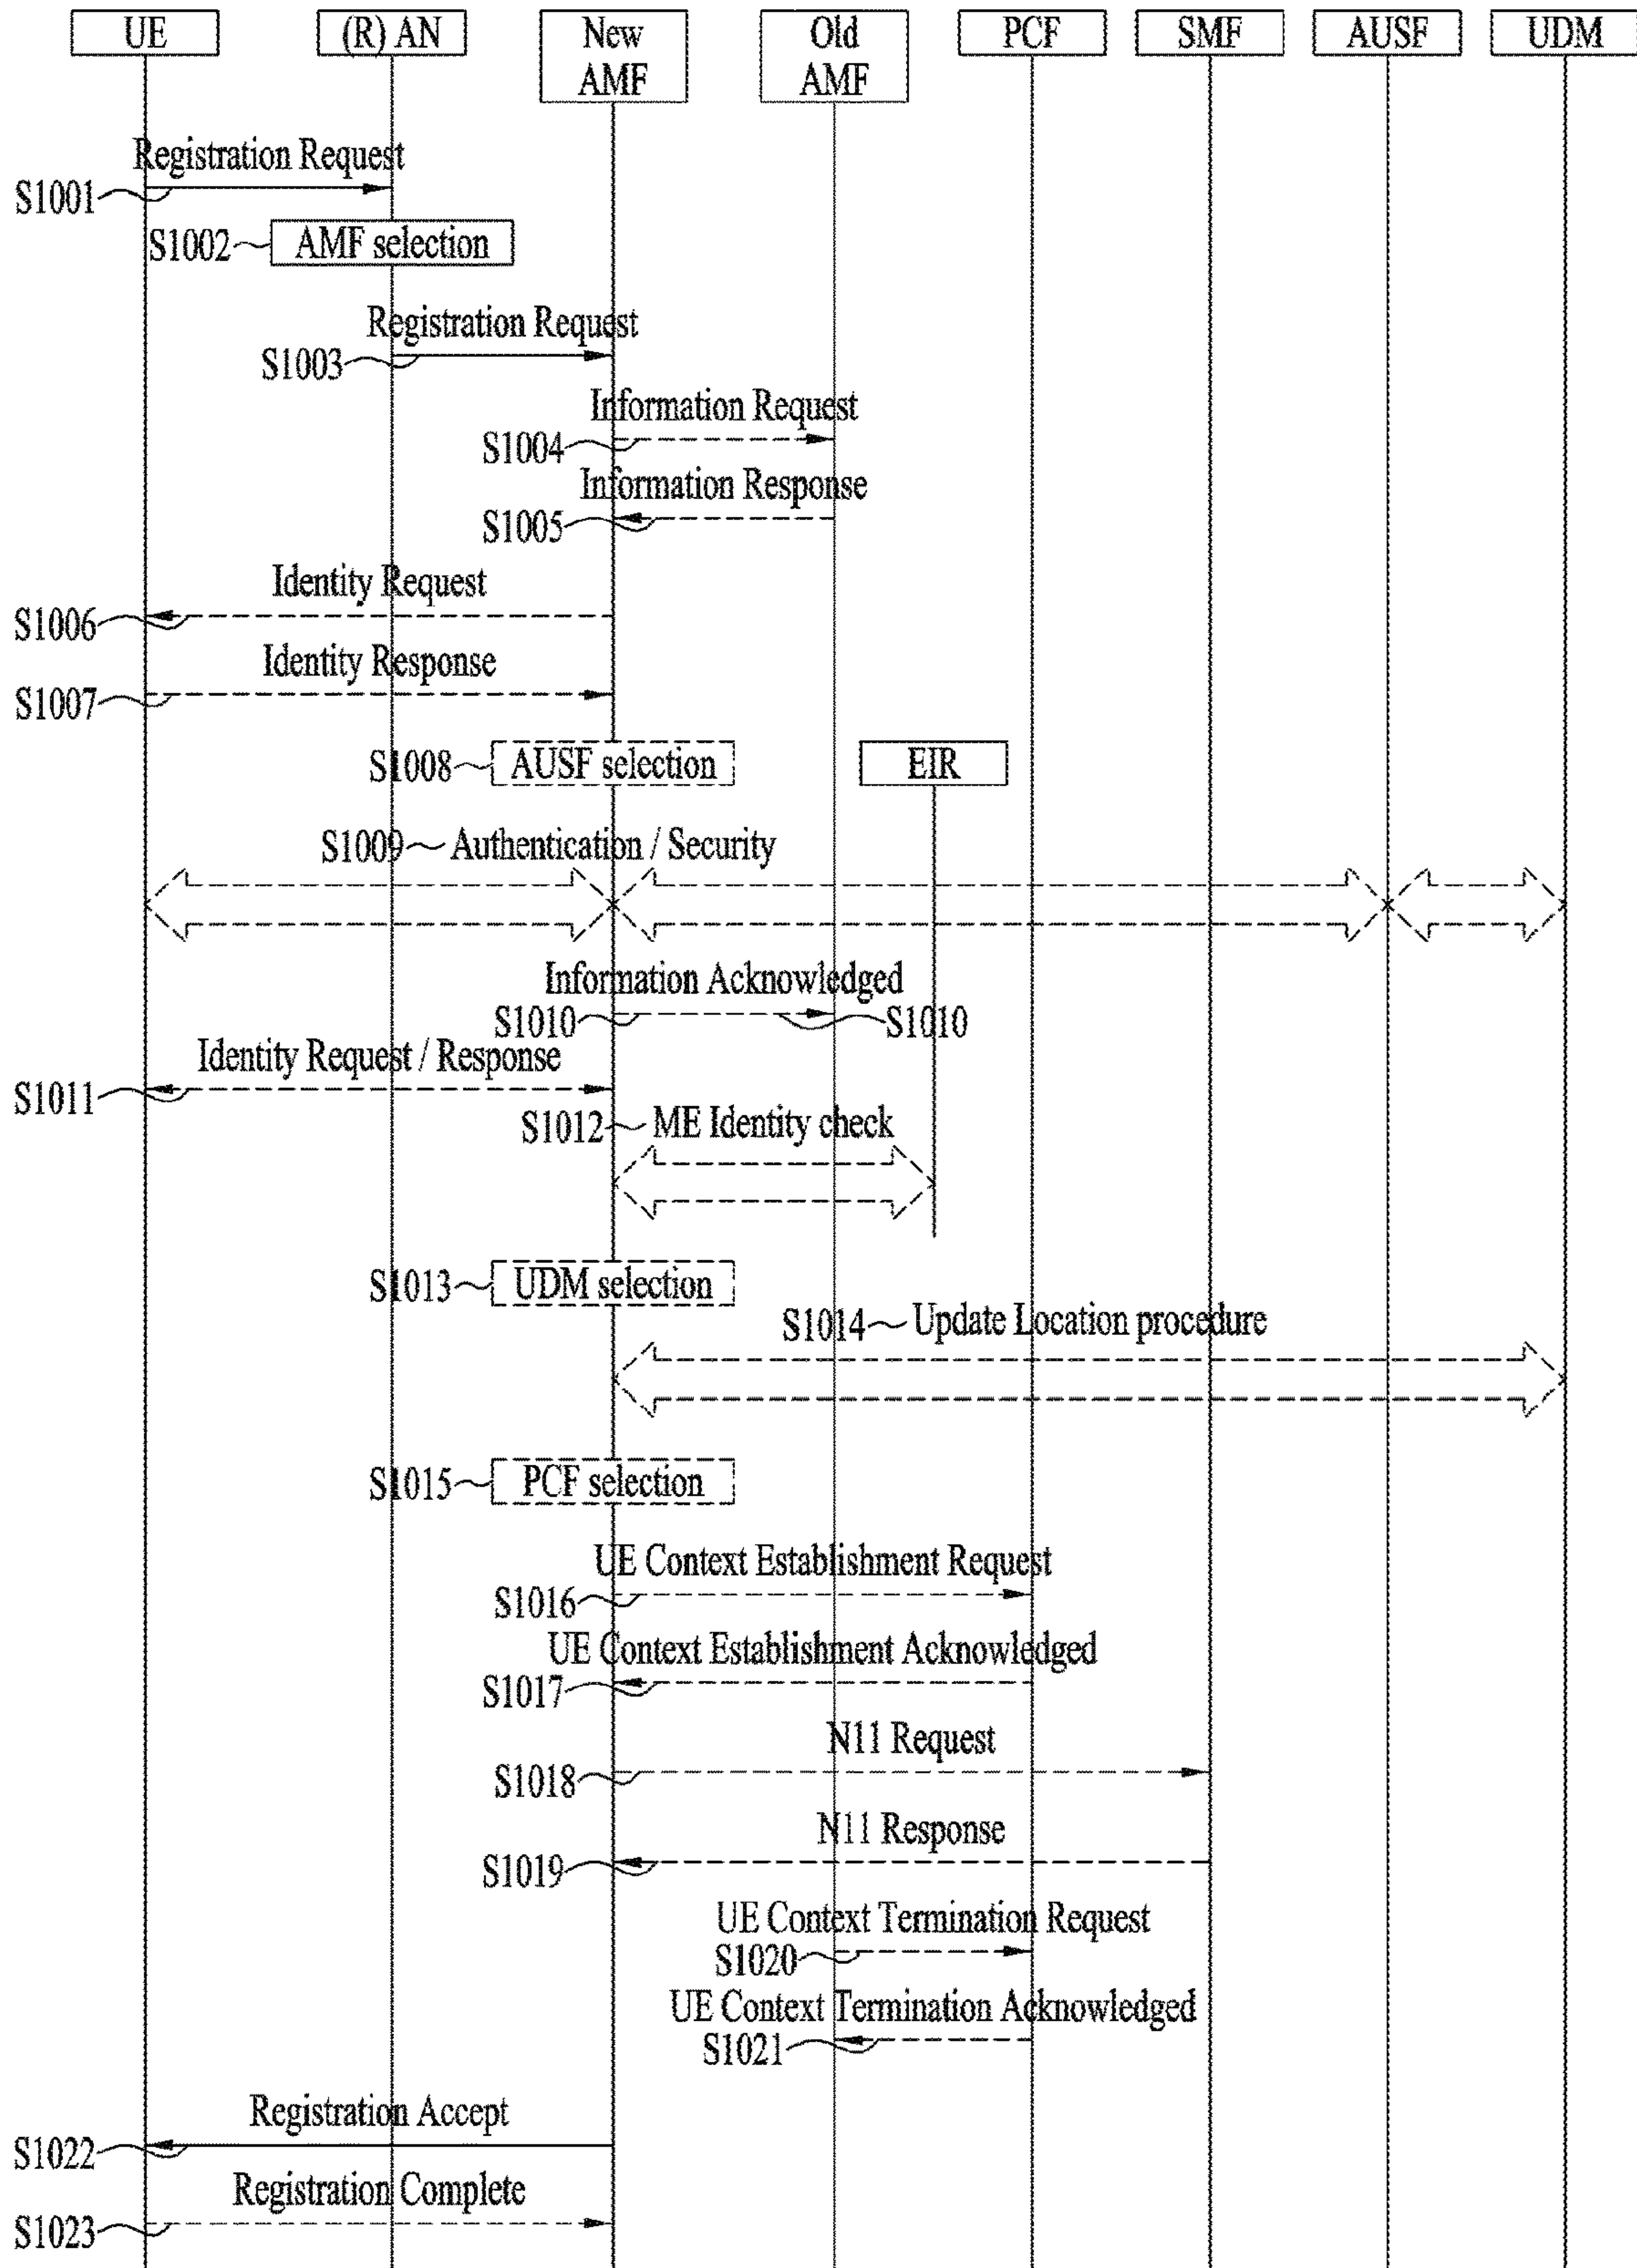 UE
(R) AN
New
AMF
Old
AMF
PCF
SMF
AUSF
UDM
Registration Request
S1001
S1002
AMF selection
Registration Request
S1003
Information Request
S1004
Information Response
S1005
Identity Request
S1006
Identity Response
S1007
S1008
AUSF selection
EIR
S1009
Authentication / Security
Information Acknowledged
S1010
S1010
Identity Request / Response
S1011
S1012
ME Identity check
S1013
UDM selection
S1014
Update Location procedure
S1015
PCF selection
UE Context Establishment Request
S1016
UE Context Establishment Acknowledged
S1017
N11 Request
S1018
N11 Response
S1019
UE Context Termination Request
S1020
UE Context Termination Acknowledged
S1021
Registration Accept
S1022
Registration Complete
S1023